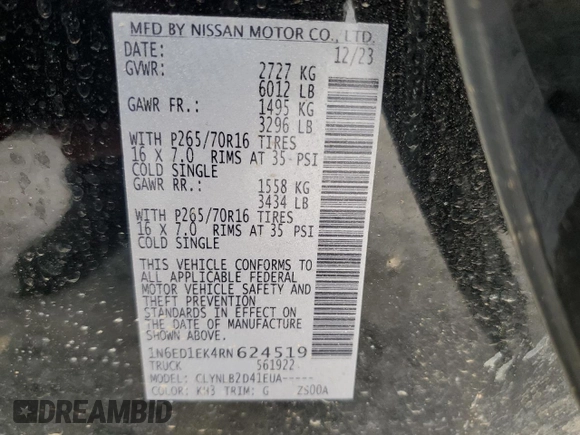 MFD BY NISSAN MOTOR CO., LTD.
DATE: 12/23
GVWR: 2727 KG
6012 LB
GAWR FR.: 1495 KG
3296 LB
WITH P265/70R16 TIRES
16 X 7.0 RIMS AT 35 PSI
COLD SINGLE
GAWR RR.: 1558 KG
3434 LB
WITH P265/70R16 TIRES
16 X 7.0 RIMS AT 35 PSI
COLD SINGLE
THIS VEHICLE CONFORMS TO
ALL APPLICABLE FEDERAL
MOTOR VEHICLE SAFETY AND
THEFT PREVENTION
STANDARDS IN EFFECT ON
THE DATE OF MANUFACTURE
SHOWN ABOVE.
1N6ED1EK4RN624519
TRUCK 561922
MODEL: CLYNLB2D41EUA-----
COLOR: KH3 TRIM: G 2S00A
DREAMBID